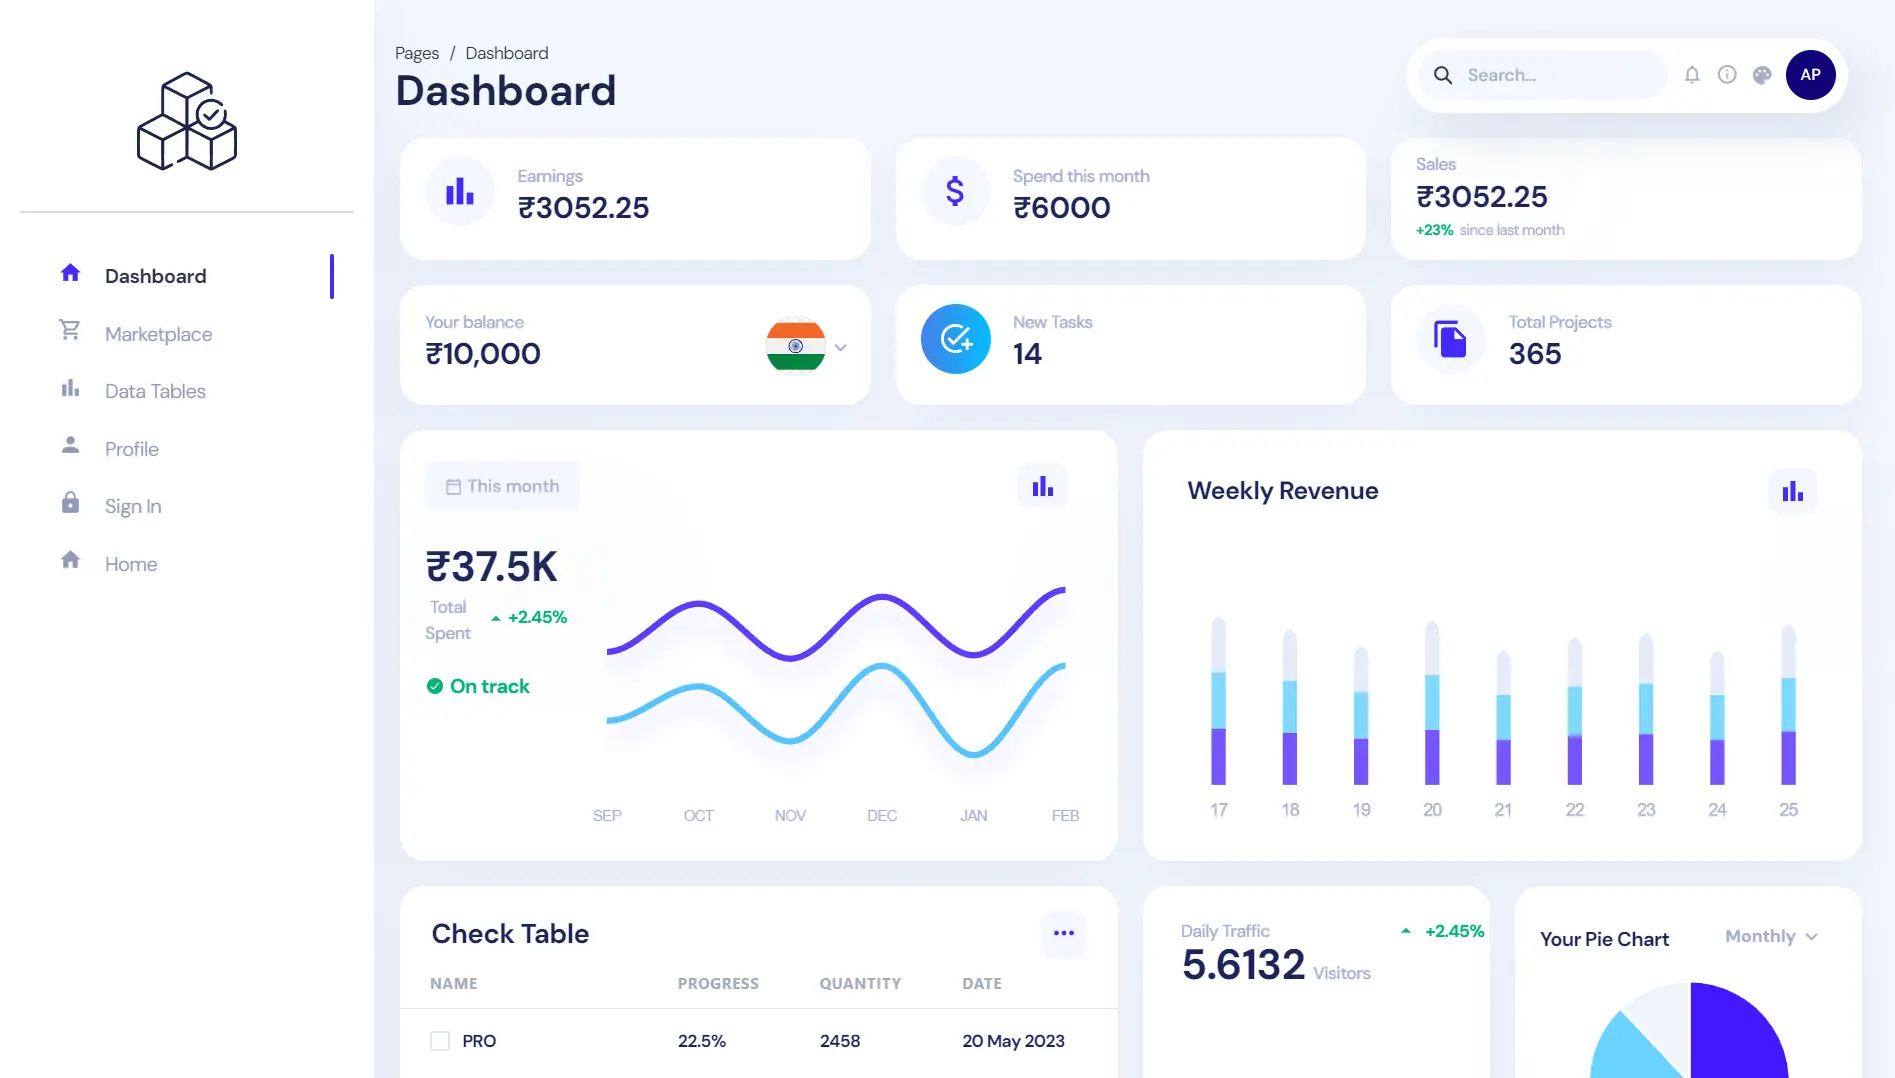 Dashboard
Marketplace
Data Tables
Profile
Sign In
Home
Pages / Dashboard
Dashboard
Search...
AP
Earnings
₹3052.25
Spend this month
₹6000
Sales
₹3052.25
+23% since last month
Your balance
₹10,000
New Tasks
14
Total Projects
365
This month
₹37.5K
Total
Spent
+2.45%
On track
SEP OCT NOV DEC JAN FEB
Weekly Revenue
17 18 19 20 21 22 23 24 25
Check Table
NAME PROGRESS QUANTITY DATE
PRO 22.5% 2458 20 May 2023
Daily Traffic
+2.45%
5.6132 Visitors
Your Pie Chart
Monthly